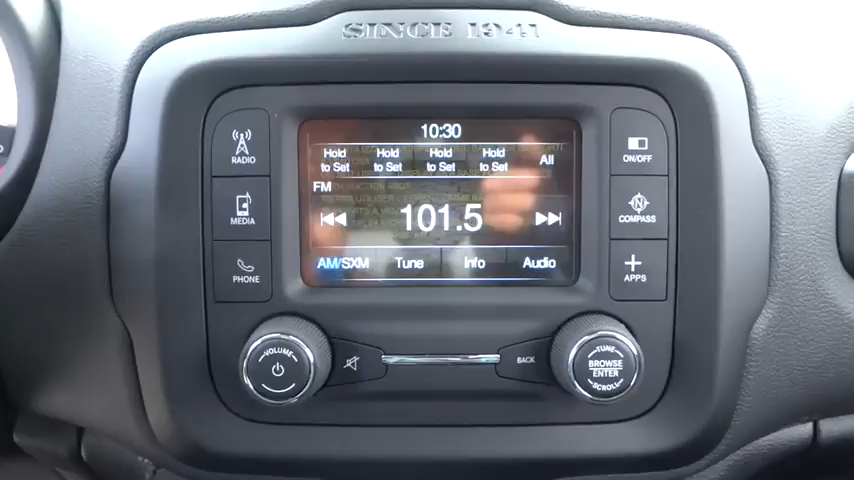 SINCE 1941
10:30
Hold to Set
Hold to Set
Hold to Set
Hold to Set
All
FM
101.5
AM/SXM
Tune
Info
Audio
RADIO
MEDIA
PHONE
ON/OFF
COMPASS
APPS
VOLUME
BACK
TUNE
BROWSE
ENTER
SCROLL